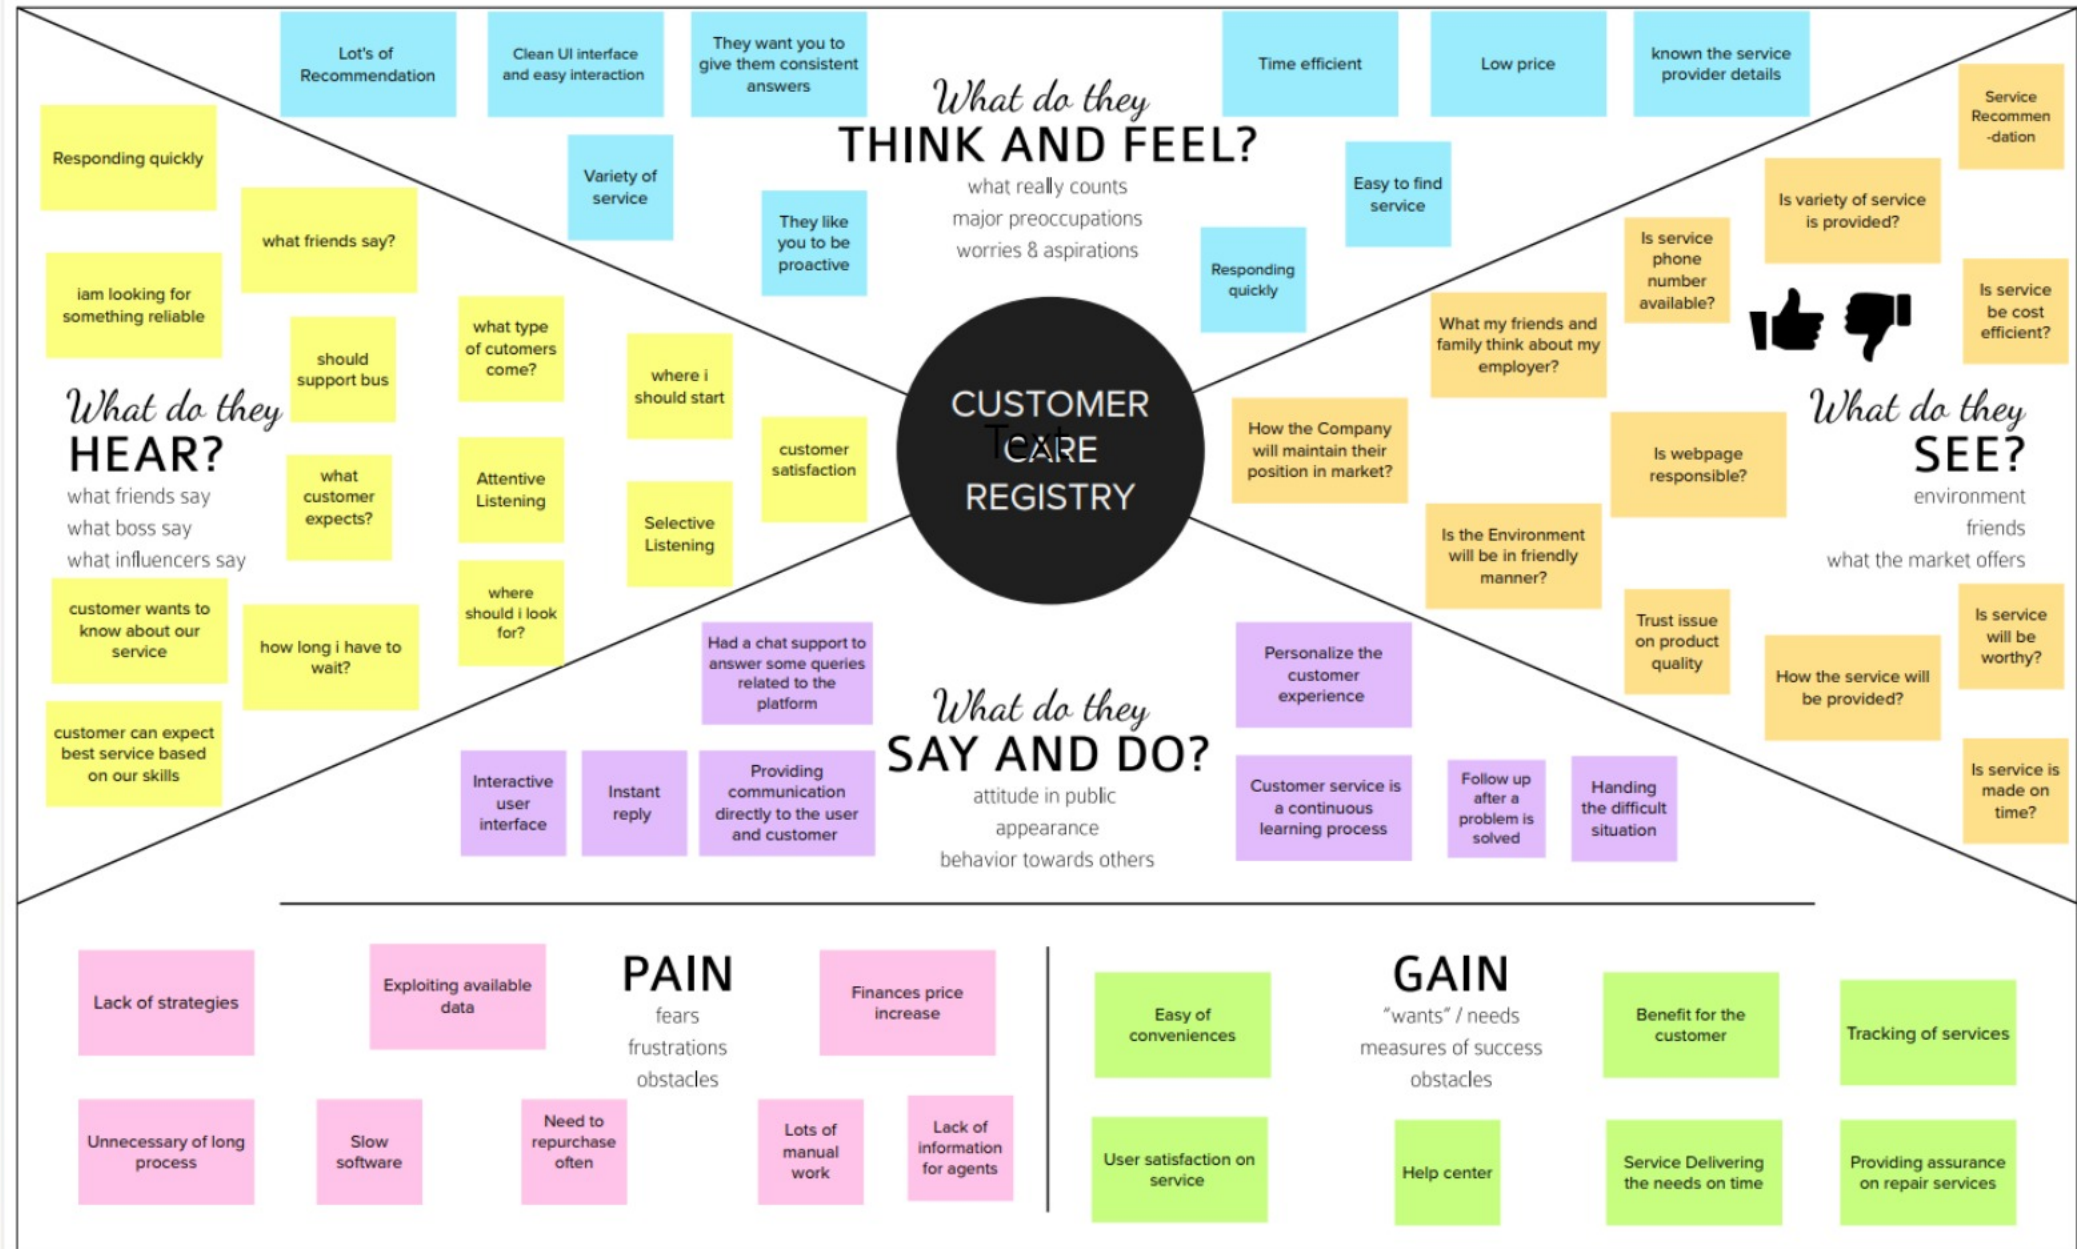 Lot's of
Recommendation
Clean UI interface
and easy interaction
They want you to
give them consistent
answers
Variety of
service
They like
you to be
proactive
What do they
THINK AND FEEL?
what really counts
major preoccupations
worries & aspirations
Time efficient
Low price
known the service
provider details
Easy to find
service
Responding
quickly
Responding quickly
what friends say?
iam looking for
something reliable
should
support bus
what type
of cutomers
come?
where i
should start
customer
satisfaction
What do they
HEAR?
what friends say
what boss say
what influencers say
what
customer
expects?
Attentive
Listening
Selective
Listening
where
should i look
for?
customer wants to
know about our
service
how long i have to
wait?
customer can expect
best service based
on our skills
CUSTOMER
CARE
Text
REGISTRY
Service
Recommen
-dation
Is variety of service
is provided?
Is service
phone
number
available?
Is service
be cost
efficient?
What my friends and
family think about my
employer?
How the Company
will maintain their
position in market?
Is webpage
responsible?
What do they
SEE?
environment
friends
what the market offers
Is the Environment
will be in friendly
manner?
Trust issue
on product
quality
How the service will
be provided?
Is service
will be
worthy?
Is service is
made on
time?
Had a chat support to
answer some queries
related to the
platform
Interactive
user
interface
Instant
reply
Providing
communication
directly to the user
and customer
What do they
SAY AND DO?
attitude in public
appearance
behavior towards others
Personalize the
customer
experience
Customer service is
a continuous
learning process
Follow up
after a
problem is
solved
Handing
the difficult
situation
Lack of strategies
Exploiting available
data
PAIN
fears
frustrations
obstacles
Finances price
increase
Unnecessary of long
process
Slow
software
Need to
repurchase
often
Lots of
manual
work
Lack of
information
for agents
Easy of
conveniences
GAIN
"wants" / needs
measures of success
obstacles
Benefit for the
customer
Tracking of services
User satisfaction on
service
Help center
Service Delivering
the needs on time
Providing assurance
on repair services